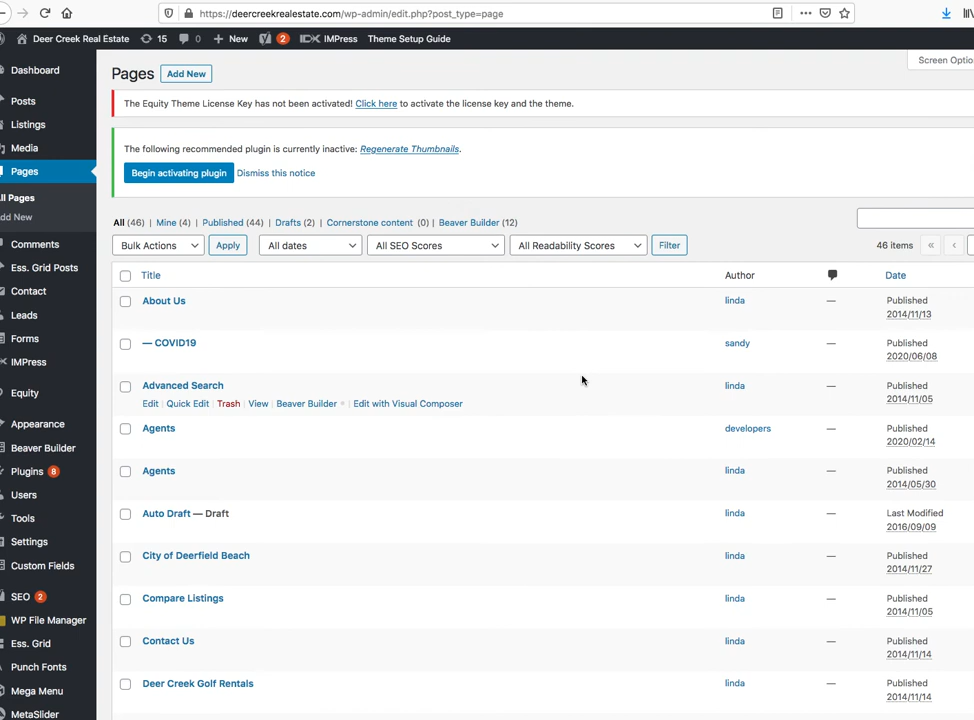 https://deercreekrealestate.com/wp-admin/edit.php?post_type=page
Deer Creek Real Estate 15 0 + New 2 IMPress Theme Setup Guide
Dashboard
Posts
Listings
Media
Pages
All Pages
Add New
Comments
Ess. Grid Posts
Contact
Leads
Forms
IMPress
Equity
Appearance
Beaver Builder
Plugins 8
Users
Tools
Settings
Custom Fields
SEO 2
WP File Manager
Ess. Grid
Punch Fonts
Mega Menu
MetaSlider
Screen Optio
Pages Add New
The Equity Theme License Key has not been activated! Click here to activate the license key and the theme.
The following recommended plugin is currently inactive: Regenerate Thumbnails.
Begin activating plugin Dismiss this notice
All (46) | Mine (4) | Published (44) | Drafts (2) | Cornerstone content (0) | Beaver Builder (12)
Bulk Actions Apply All dates All SEO Scores All Readability Scores Filter 46 items « ‹
Title Author Date
About Us linda — Published
2014/11/13
— COVID19 sandy — Published
2020/06/08
Advanced Search linda — Published
Edit | Quick Edit | Trash | View | Beaver Builder | Edit with Visual Composer 2014/11/05
Agents developers — Published
2020/02/14
Agents linda — Published
2014/05/30
Auto Draft — Draft linda — Last Modified
2016/09/09
City of Deerfield Beach linda — Published
2014/11/27
Compare Listings linda — Published
2014/11/05
Contact Us linda — Published
2014/11/14
Deer Creek Golf Rentals linda — Published
2014/11/14